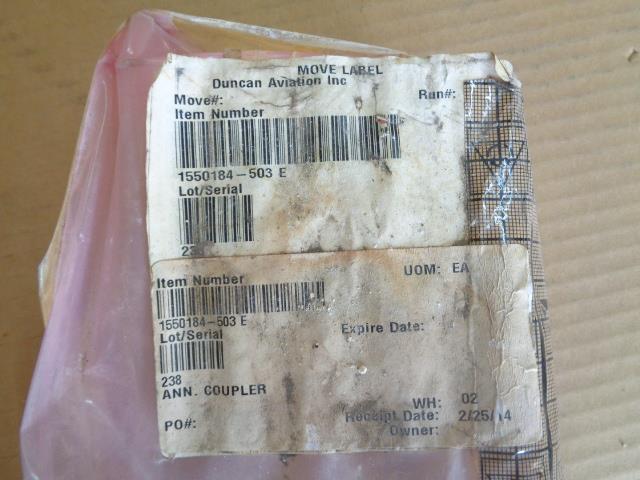 MOVE LABEL
Duncan Aviation Inc
Move#: Run#:
Item Number
1550184-503 E
Lot/Serial
23
Item Number UOM: EA
1550184-503 E
Expire Date:
Lot/Serial
238
ANN. COUPLER
WH: 02
PO#: Receipt Date: 2/25/14
Owner: